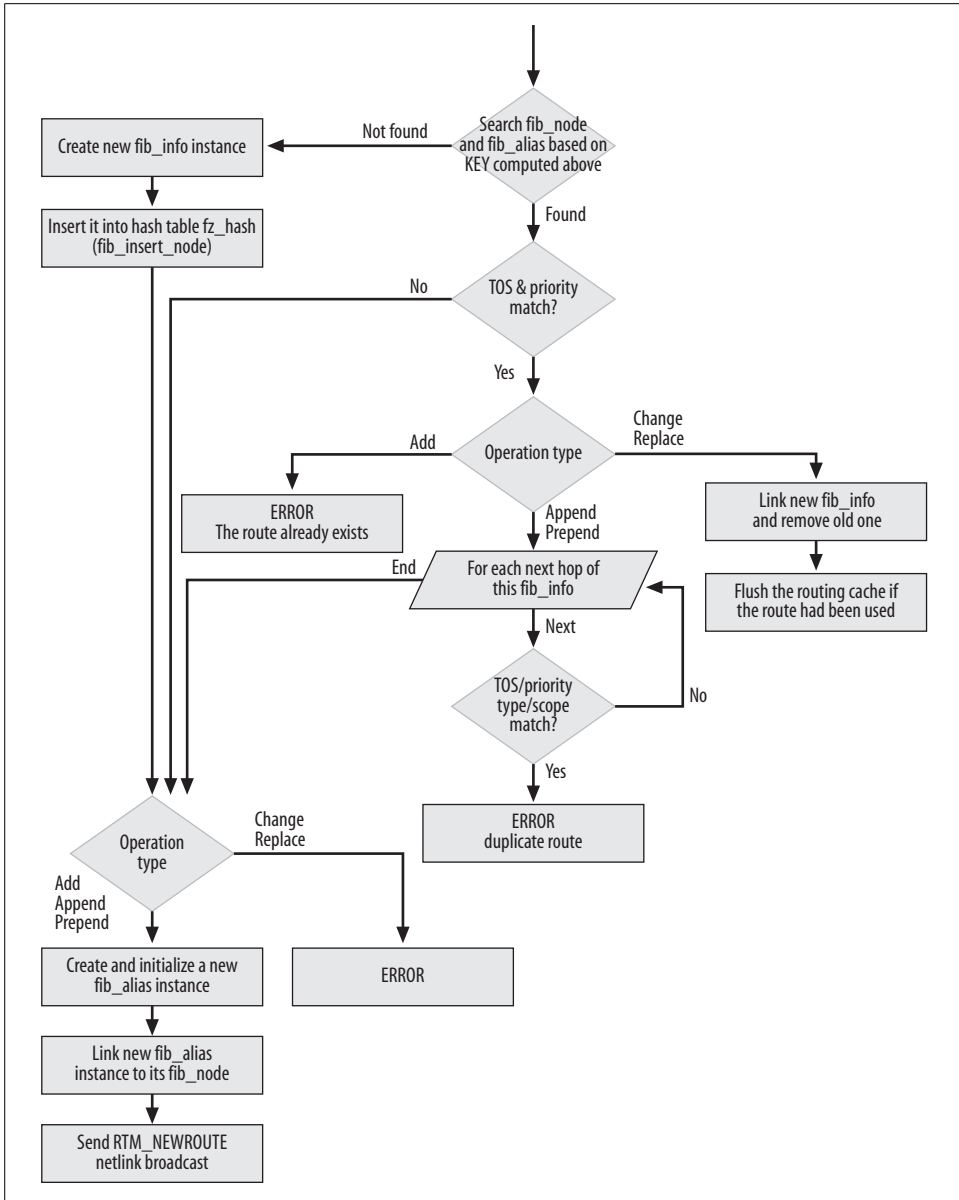 Search fib_node
and fib_alias based on
KEY computed above
Not found
Create new fib_info instance
Insert it into hash table fz_hash
(fib_insert_node)
Found
TOS & priority
match?
No
Yes
Operation type
Add
Change
Replace
ERROR
The route already exists
Link new fib_info
and remove old one
Flush the routing cache if
the route had been used
Append
Prepend
For each next hop of
this fib_info
End
Next
TOS/priority
type/scope
match?
No
Yes
ERROR
duplicate route
Operation
type
Change
Replace
ERROR
Add
Append
Prepend
Create and initialize a new
fib_alias instance
Link new fib_alias
instance to its fib_node
Send RTM_NEWROUTE
netlink broadcast